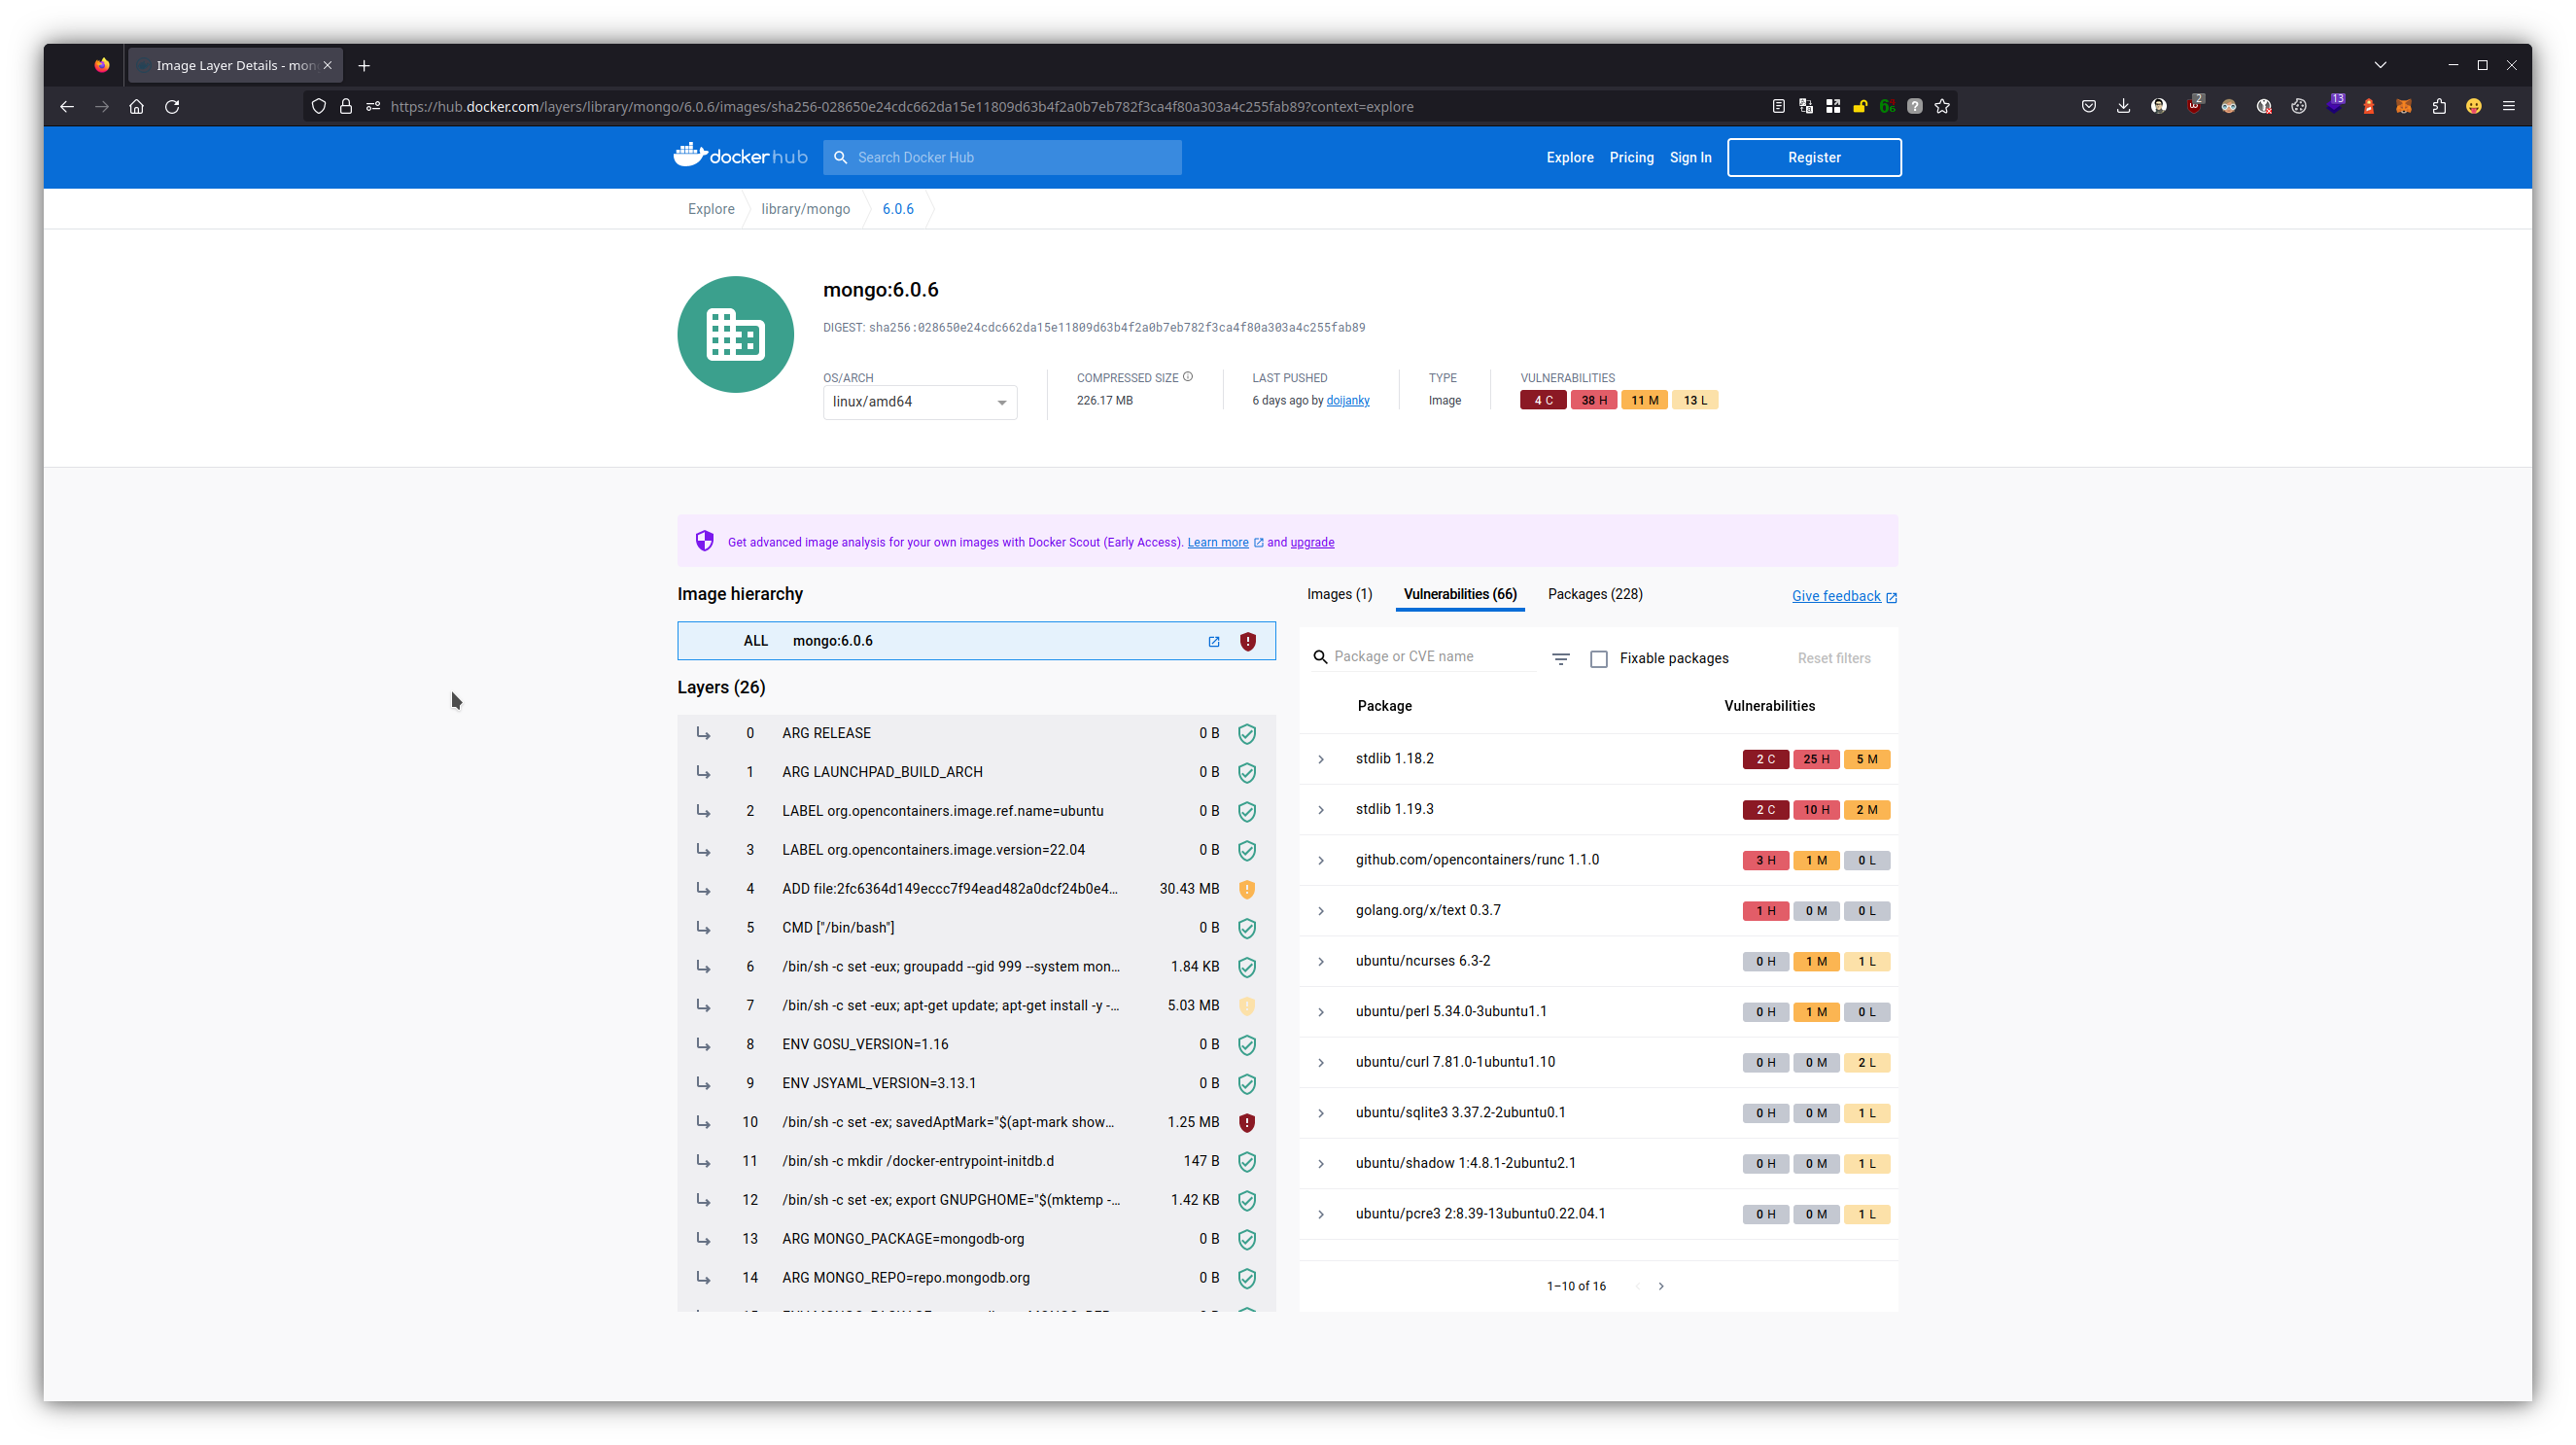 Image Layer Details - mon
https://hub.docker.com/layers/library/mongo/6.0.6/images/sha256-028650e24cdc662da15e11809d63b4f2a0b7eb782f3ca4f80a303a4c255fab89?context=explore
2
13
dockerhub
Search Docker Hub
Explore
Pricing
Sign In
Register
Explore
library/mongo
6.0.6
mongo:6.0.6
DIGEST: sha256:028650e24cdc662da15e11809d63b4f2a0b7eb782f3ca4f80a303a4c255fab89
OS/ARCH
linux/amd64
COMPRESSED SIZE
226.17 MB
LAST PUSHED
6 days ago by doijanky
TYPE
Image
VULNERABILITIES
4 C 38 H 11 M 13 L
Get advanced image analysis for your own images with Docker Scout (Early Access). Learn more and upgrade
Image hierarchy
ALL mongo:6.0.6
Layers (26)
0 ARG RELEASE 0 B
1 ARG LAUNCHPAD_BUILD_ARCH 0 B
2 LABEL org.opencontainers.image.ref.name=ubuntu 0 B
3 LABEL org.opencontainers.image.version=22.04 0 B
4 ADD file:2fc6364d149eccc7f94ead482a0dcf24b0e4... 30.43 MB
5 CMD ["/bin/bash"] 0 B
6 /bin/sh -c set -eux; groupadd --gid 999 --system mon... 1.84 KB
7 /bin/sh -c set -eux; apt-get update; apt-get install -y -... 5.03 MB
8 ENV GOSU_VERSION=1.16 0 B
9 ENV JSYAML_VERSION=3.13.1 0 B
10 /bin/sh -c set -ex; savedAptMark="$(apt-mark show... 1.25 MB
11 /bin/sh -c mkdir /docker-entrypoint-initdb.d 147 B
12 /bin/sh -c set -ex; export GNUPGHOME="$(mktemp -... 1.42 KB
13 ARG MONGO_PACKAGE=mongodb-org 0 B
14 ARG MONGO_REPO=repo.mongodb.org 0 B
Images (1)
Vulnerabilities (66)
Packages (228)
Give feedback
Package or CVE name
Fixable packages
Reset filters
Package Vulnerabilities
stdlib 1.18.2 2 C 25 H 5 M
stdlib 1.19.3 2 C 10 H 2 M
github.com/opencontainers/runc 1.1.0 3 H 1 M 0 L
golang.org/x/text 0.3.7 1 H 0 M 0 L
ubuntu/ncurses 6.3-2 0 H 1 M 1 L
ubuntu/perl 5.34.0-3ubuntu1.1 0 H 1 M 0 L
ubuntu/curl 7.81.0-1ubuntu1.10 0 H 0 M 2 L
ubuntu/sqlite3 3.37.2-2ubuntu0.1 0 H 0 M 1 L
ubuntu/shadow 1:4.8.1-2ubuntu2.1 0 H 0 M 1 L
ubuntu/pcre3 2:8.39-13ubuntu0.22.04.1 0 H 0 M 1 L
1–10 of 16